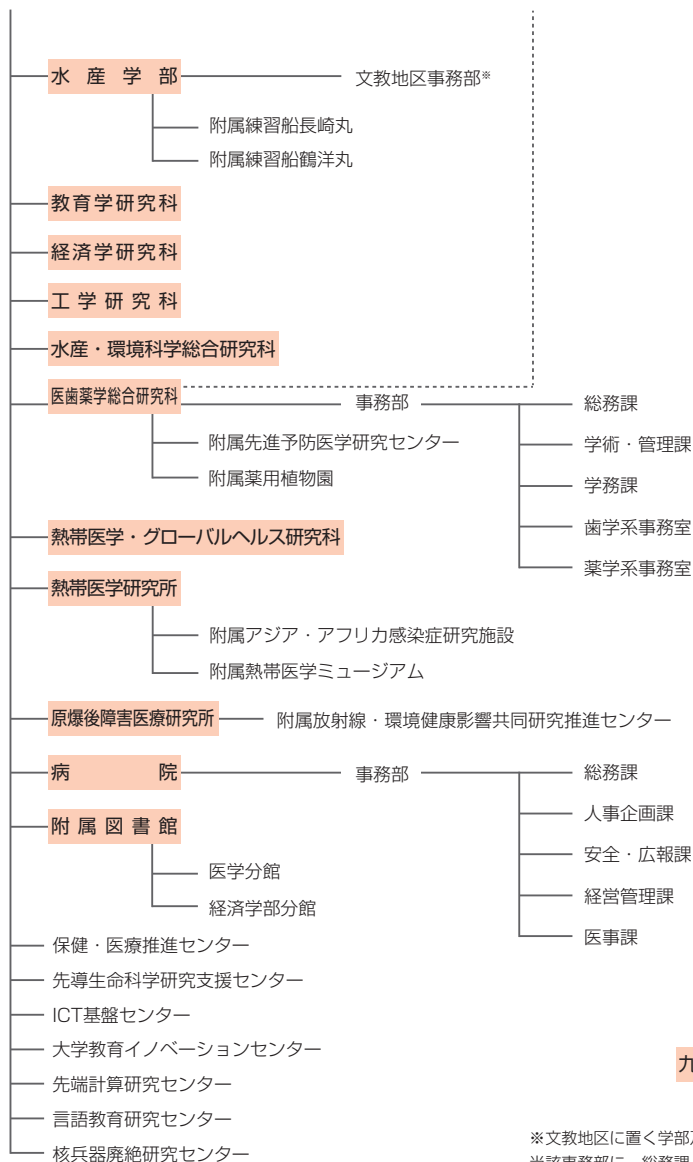 水産学部
文教地区事務部※
附属練習船長崎丸
附属練習船鶴洋丸
教育学研究科
経済学研究科
工学研究科
水産・環境科学総合研究科
医歯薬学総合研究科
事務部
総務課
学術・管理課
学務課
歯学系事務室
薬学系事務室
附属先進予防医学研究センター
附属薬用植物園
熱帯医学・グローバルヘルス研究科
熱帯医学研究所
附属アジア・アフリカ感染症研究施設
附属熱帯医学ミュージアム
原爆後障害医療研究所
附属放射線・環境健康影響共同研究推進センター
病院
事務部
総務課
人事企画課
安全・広報課
経営管理課
医事課
附属図書館
医学分館
経済学部分館
保健・医療推進センター
先導生命科学研究支援センター
ICT基盤センター
大学教育イノベーションセンター
先端計算研究センター
言語教育研究センター
核兵器廃絶研究センター
九
※文教地区に置く学部
当該事務部に、総務課